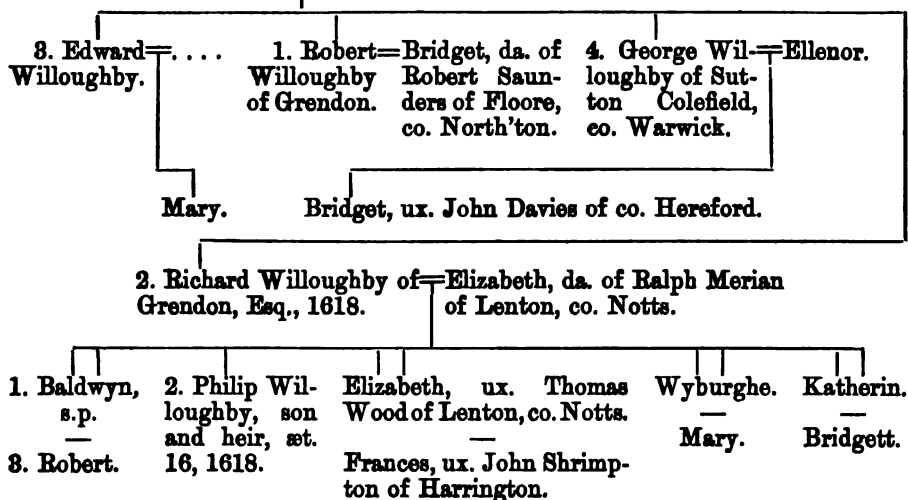 3. Edward=....
Willoughby.
1. Robert=Bridget, da. of
Willoughby Robert Saun-
of Grendon. ders of Floore,
co. North'ton.
4. George Wil-=Ellenor.
loughby of Sut-
ton Colefield,
co. Warwick.
Mary.
Bridget, ux. John Davies of co. Hereford.
2. Richard Willoughby of=Elizabeth, da. of Ralph Merian
Grendon, Esq., 1618. of Lenton, co. Notts.
1. Baldwyn,
s.p.
—
3. Robert.
2. Philip Wil-
loughby, son
and heir, æt.
16, 1618.
Elizabeth, ux. Thomas
Wood of Lenton, co. Notts.
—
Frances, ux. John Shrimp-
ton of Harrington.
Wyburghe.
—
Mary.
Katherin.
—
Bridgett.